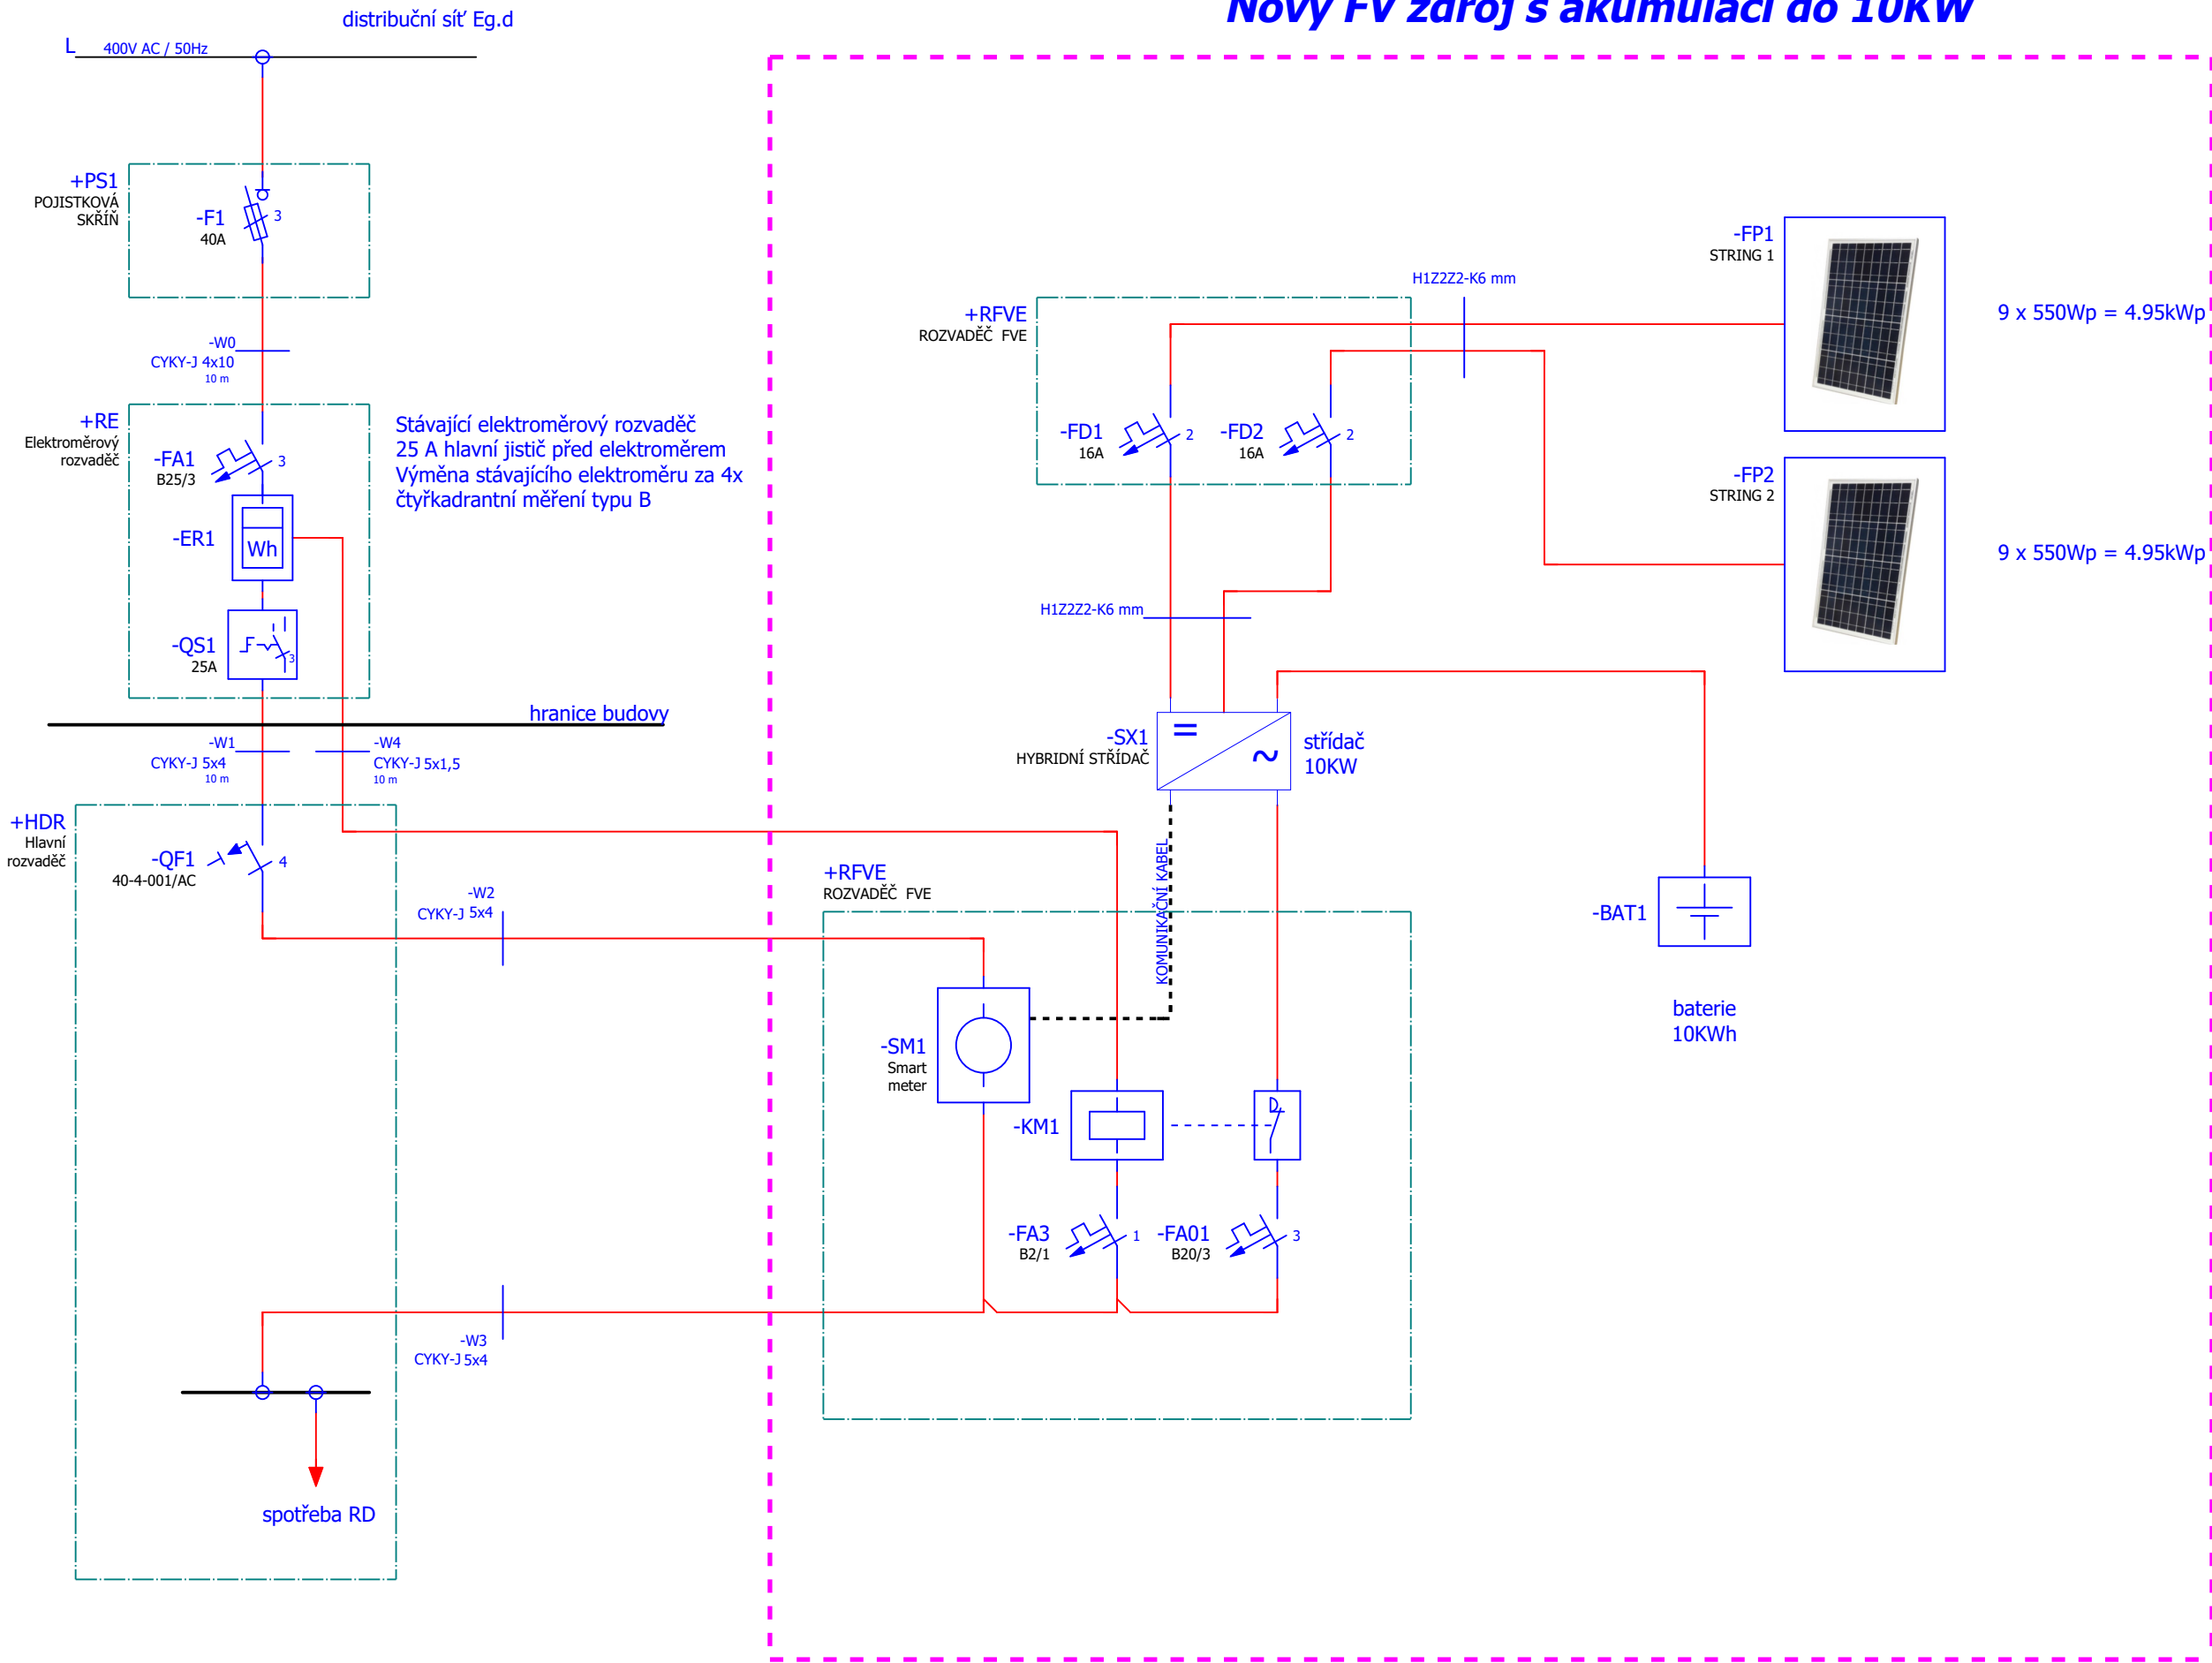 distribuční síť Eg.d
Nový FV zdroj s akumulací do 10KW
L
400V AC / 50Hz
+PS1
POJISTKOVÁ
SKŘÍŇ
-F1
40A
3
-W0
CYKY-J 4x10
10 m
+RE
Elektroměrový
rozvaděč
-FA1
B25/3
3
-ER1
Wh
-QS1
25A
3
Stávající elektroměrový rozvaděč
25 A hlavní jistič před elektroměrem
Výměna stávajícího elektroměru za 4x
čtyřkadrantní měření typu B
hranice budovy
-W1
CYKY-J 5x4
10 m
-W4
CYKY-J 5x1,5
10 m
+HDR
Hlavní
rozvaděč
-QF1
40-4-001/AC
4
-W2
CYKY-J 5x4
-W3
CYKY-J 5x4
spotřeba RD
+RFVE
ROZVADĚČ FVE
-FD1
16A
2
-FD2
16A
2
H1Z2Z2-K6 mm
-FP1
STRING 1
9 x 550Wp = 4.95kWp
-FP2
STRING 2
9 x 550Wp = 4.95kWp
H1Z2Z2-K6 mm
-SX1
HYBRIDNÍ STŘÍDAČ
=
~
střídač
10KW
KOMUNIKAČNÍ KABEL
-BAT1
baterie
10KWh
+RFVE
ROZVADĚČ FVE
-SM1
Smart
meter
-KM1
-FA3
B2/1
1
-FA01
B20/3
3